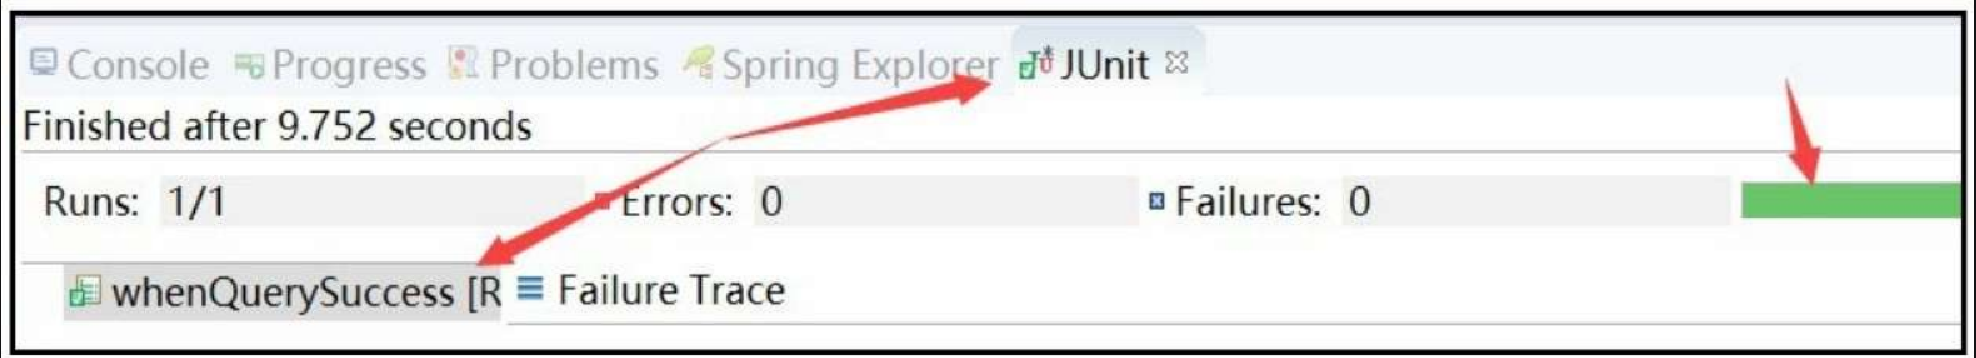 Console Progress Problems Spring Explorer JUnit
Finished after 9.752 seconds
Runs: 1/1 Errors: 0 Failures: 0
whenQuerySuccess [R Failure Trace